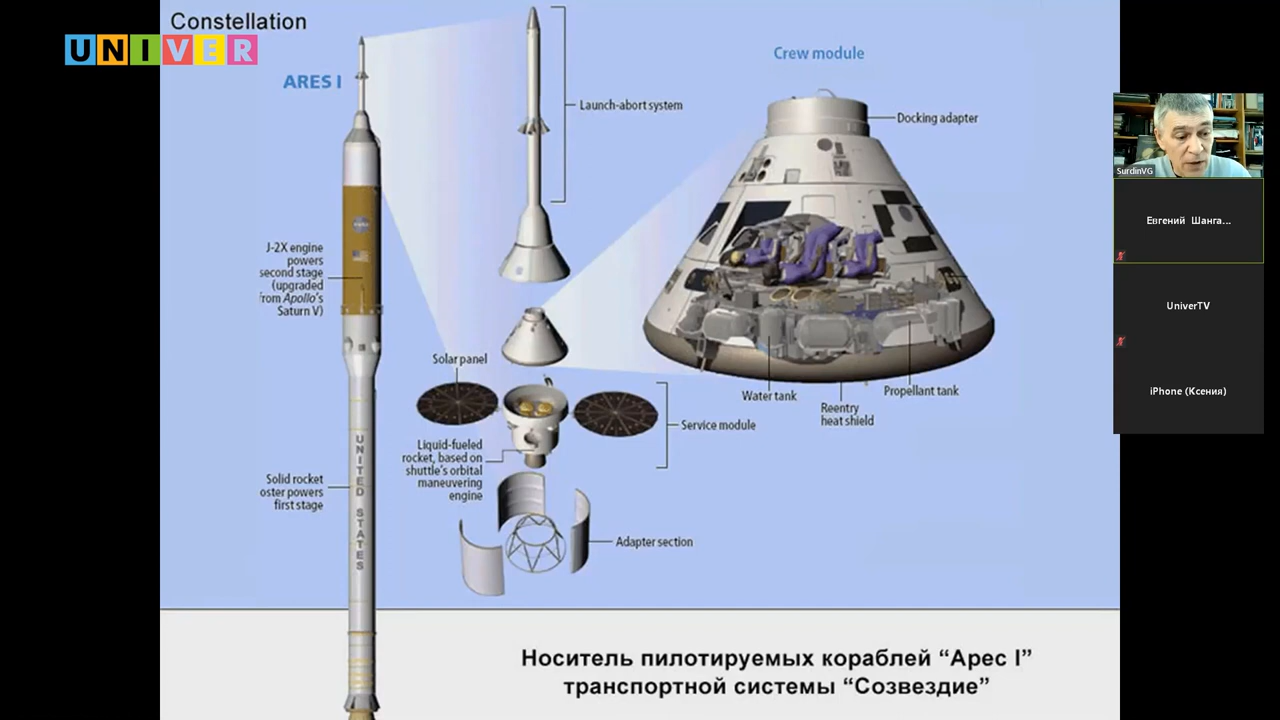 Constellation
UNIVER
ARES I
Launch-abort system
Crew module
Docking adapter
J-2X engine
powers
second stage
(upgraded
from Apollo's
Saturn V)
Solar panel
Service module
Liquid-fueled
rocket, based on
shuttle's orbital
maneuvering
engine
Water tank
Reentry
heat shield
Propellant tank
UNITED STATES
Solid rocket
oster powers
first stage
Adapter section
Носитель пилотируемых кораблей “Арес I”
транспортной системы “Созвездие”
SurdinVG
Евгений Шанга...
UniverTV
iPhone (Ксения)